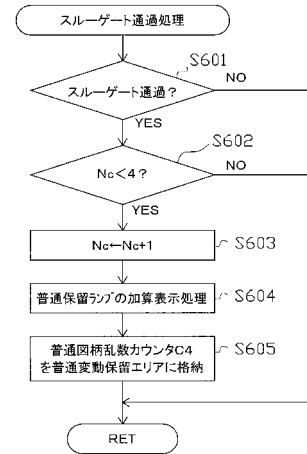 スルーゲート通過処理
S601
スルーゲート通過？
NO
YES
S602
Nc<4？
NO
YES
Nc←Nc+1
S603
普通保留ランプの加算表示処理
S604
普通図柄乱数カウンタC4
を普通変動保留エリアに格納
S605
RET